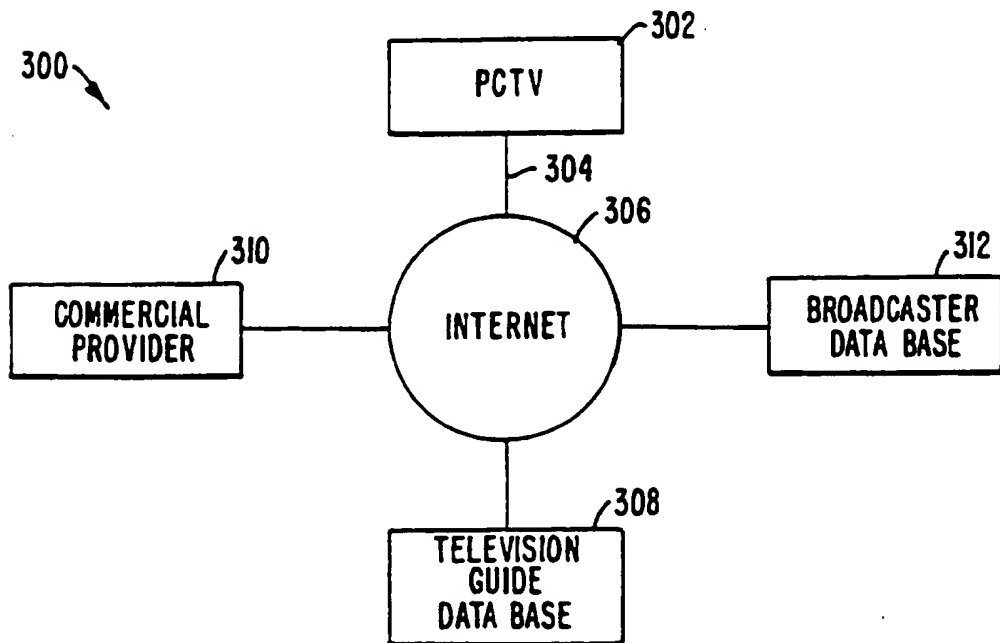 302
300
PCTV
304
306
310
312
COMMERCIAL
PROVIDER
INTERNET
BROADCASTER
DATA BASE
308
TELEVISION
GUIDE
DATA BASE